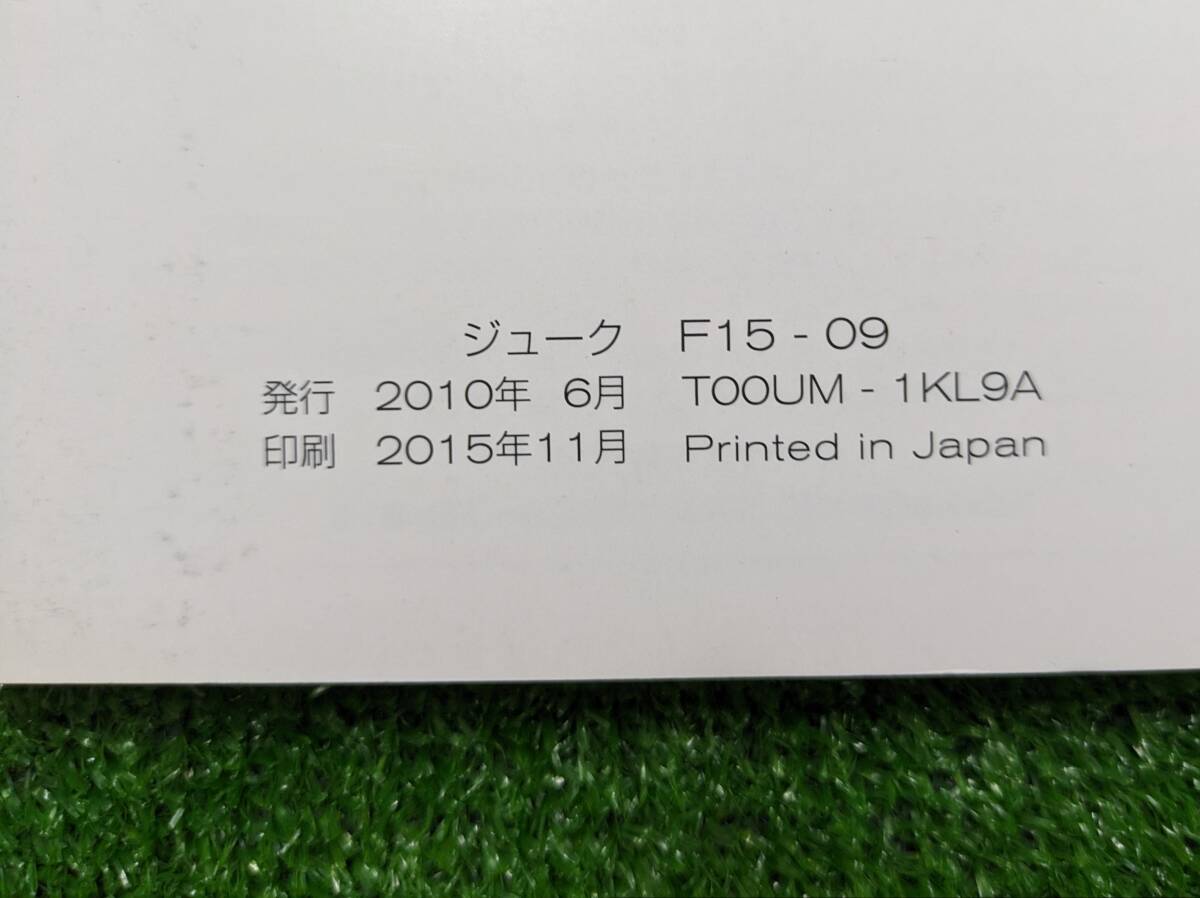 ジューク F15 - 09
発行 2010年 6月 T00UM - 1KL9A
印刷 2015年11月 Printed in Japan